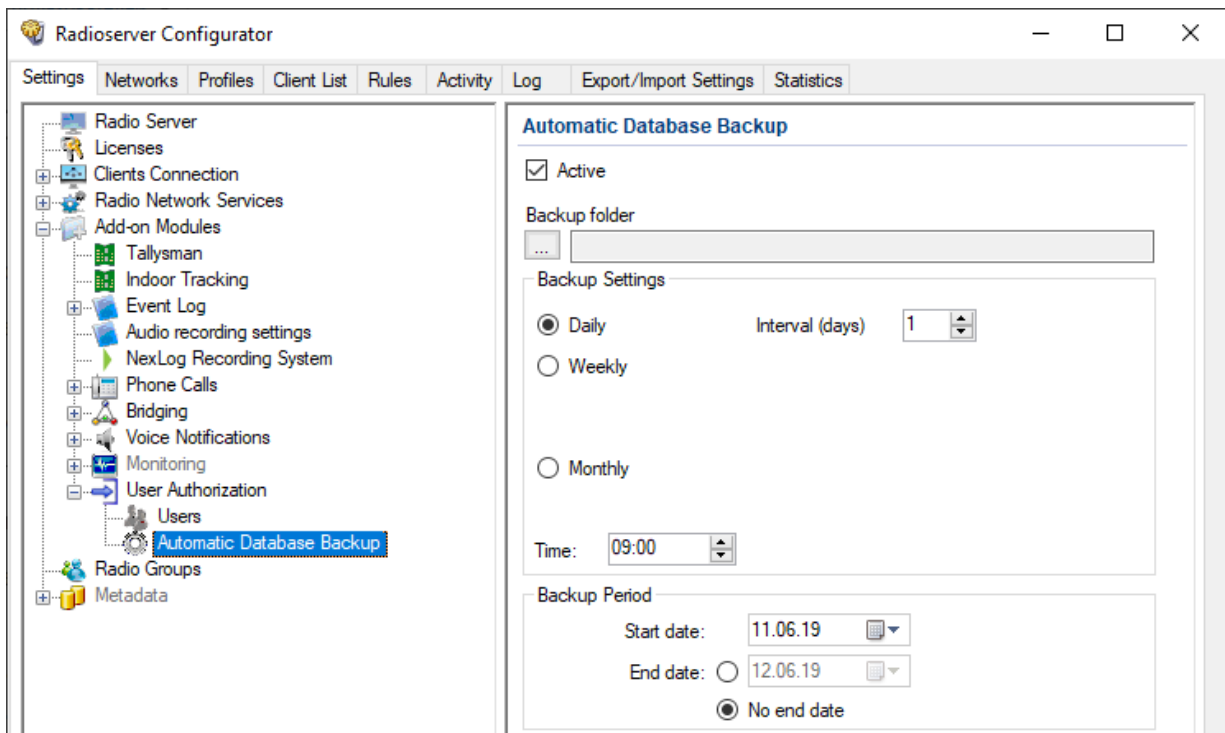 Radioserver Configurator
Settings Networks Profiles Client List Rules Activity Log Export/Import Settings Statistics
Radio Server
Licenses
Clients Connection
Radio Network Services
Add-on Modules
Tallysman
Indoor Tracking
Event Log
Audio recording settings
NexLog Recording System
Phone Calls
Bridging
Voice Notifications
Monitoring
User Authorization
Users
Automatic Database Backup
Radio Groups
Metadata
Automatic Database Backup
Active
Backup folder
...
Backup Settings
Daily Interval (days) 1
Weekly
Monthly
Time: 09:00
Backup Period
Start date: 11.06.19
End date: 12.06.19
No end date